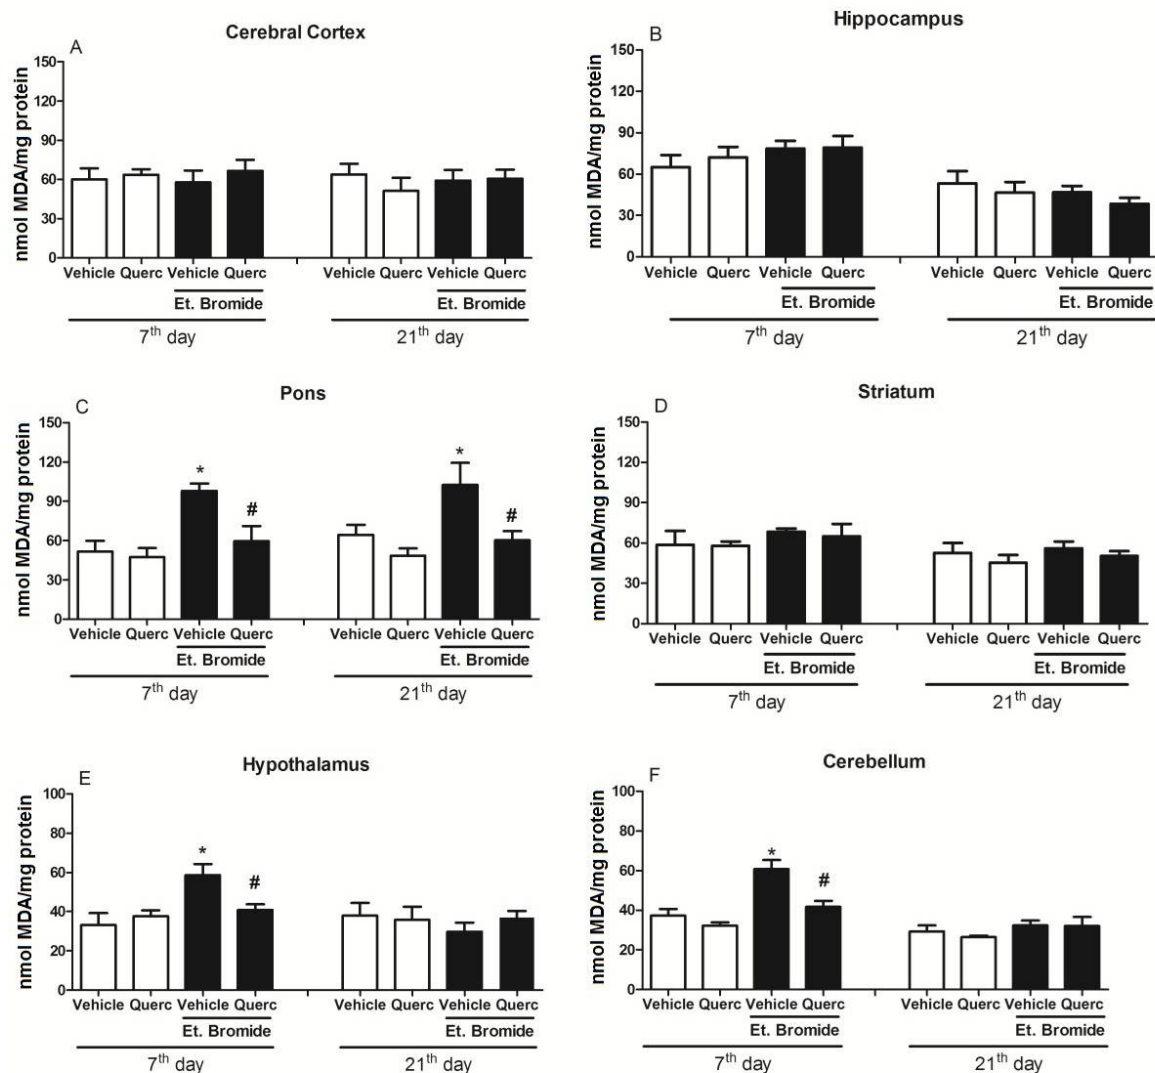 A
Cerebral Cortex
nmol MDA/mg protein
150
120
90
60
30
0
Vehicle Querc Vehicle Querc Vehicle Querc Vehicle Querc
Et. Bromide Et. Bromide
7th day 21th day
B
Hippocampus
nmol MDA/mg protein
150
120
90
60
30
0
Vehicle Querc Vehicle Querc Vehicle Querc Vehicle Querc
Et. Bromide Et. Bromide
7th day 21th day
C
Pons
nmol MDA/mg protein
150
120
90
60
30
0
* # * #
Vehicle Querc Vehicle Querc Vehicle Querc Vehicle Querc
Et. Bromide Et. Bromide
7th day 21th day
D
Striatum
nmol MDA/mg protein
150
120
90
60
30
0
Vehicle Querc Vehicle Querc Vehicle Querc Vehicle Querc
Et. Bromide Et. Bromide
7th day 21th day
E
Hypothalamus
nmol MDA/mg protein
100
80
60
40
20
0
* #
Vehicle Querc Vehicle Querc Vehicle Querc Vehicle Querc
Et. Bromide Et. Bromide
7th day 21th day
F
Cerebellum
nmol MDA/mg protein
100
80
60
40
20
0
* #
Vehicle Querc Vehicle Querc Vehicle Querc Vehicle Querc
Et. Bromide Et. Bromide
7th day 21th day